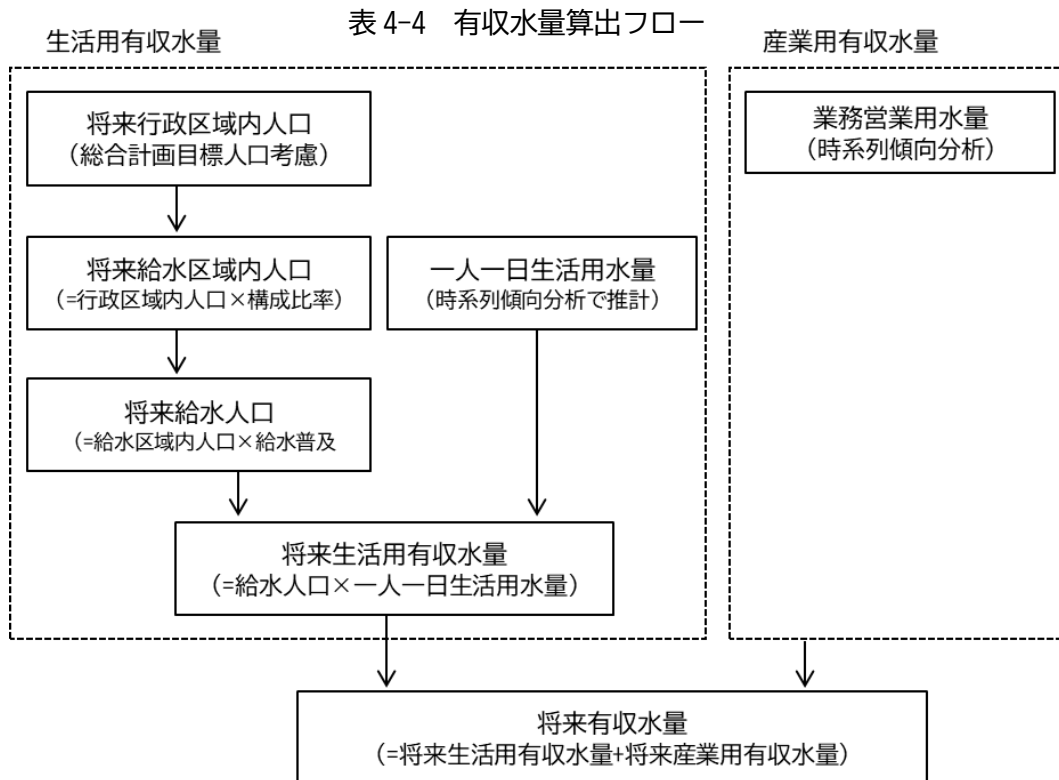 表 4-4　有収水量算出フロー
生活用有収水量
産業用有収水量
将来行政区域内人口
（総合計画目標人口考慮）
業務営業用水量
（時系列傾向分析）
将来給水区域内人口
（=行政区域内人口×構成比率）
一人一日生活用水量
（時系列傾向分析で推計）
将来給水人口
（=給水区域内人口×給水普及
将来生活用有収水量
（=給水人口×一人一日生活用水量）
将来有収水量
（=将来生活用有収水量+将来産業用有収水量）